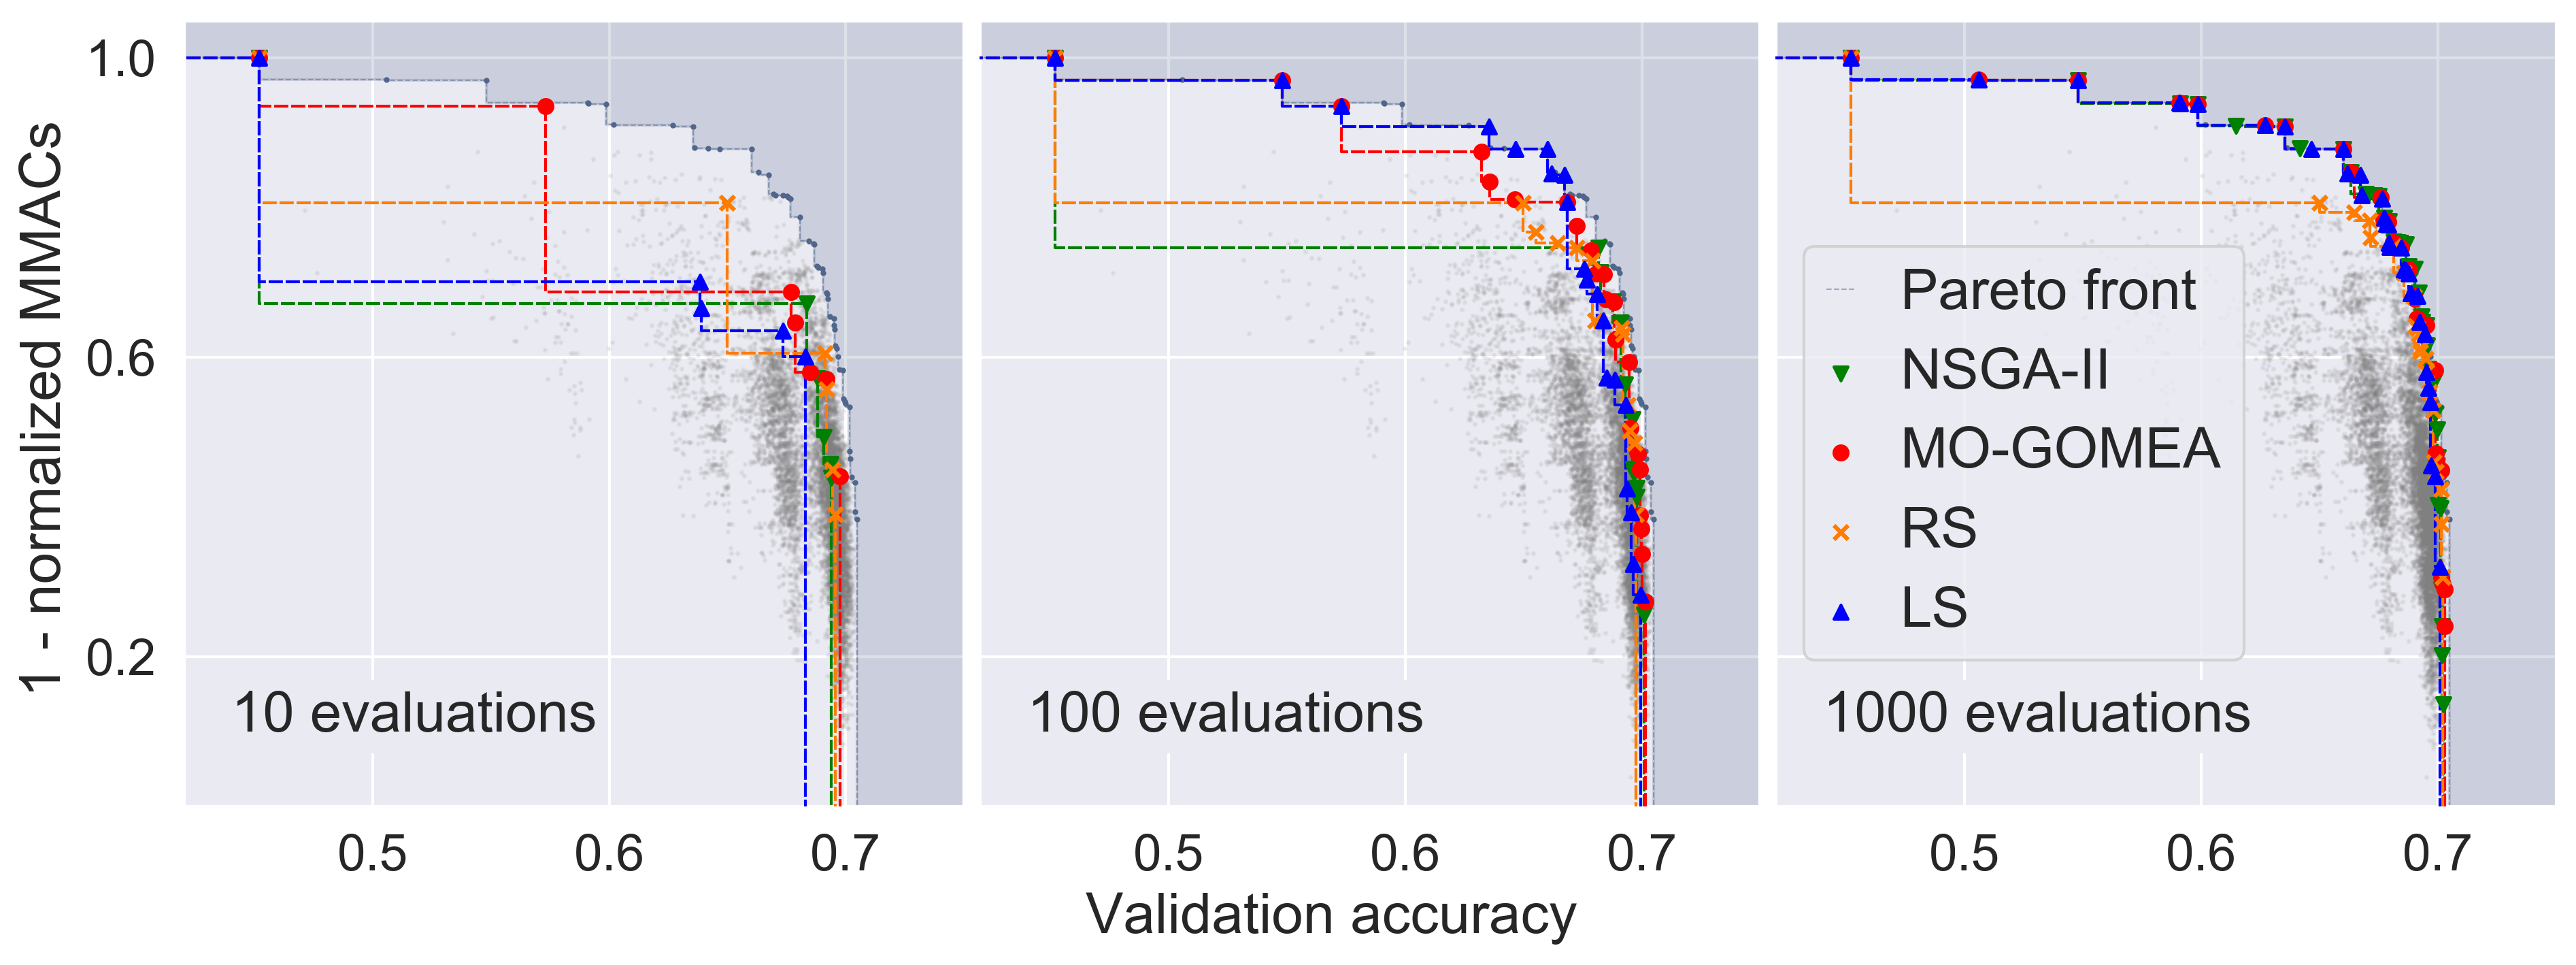 1 - normalized MMACs
1.0
0.6
0.2
10 evaluations
100 evaluations
1000 evaluations
Pareto front
NSGA-II
MO-GOMEA
RS
LS
0.5 0.6 0.7
0.5 0.6 0.7
0.5 0.6 0.7
Validation accuracy